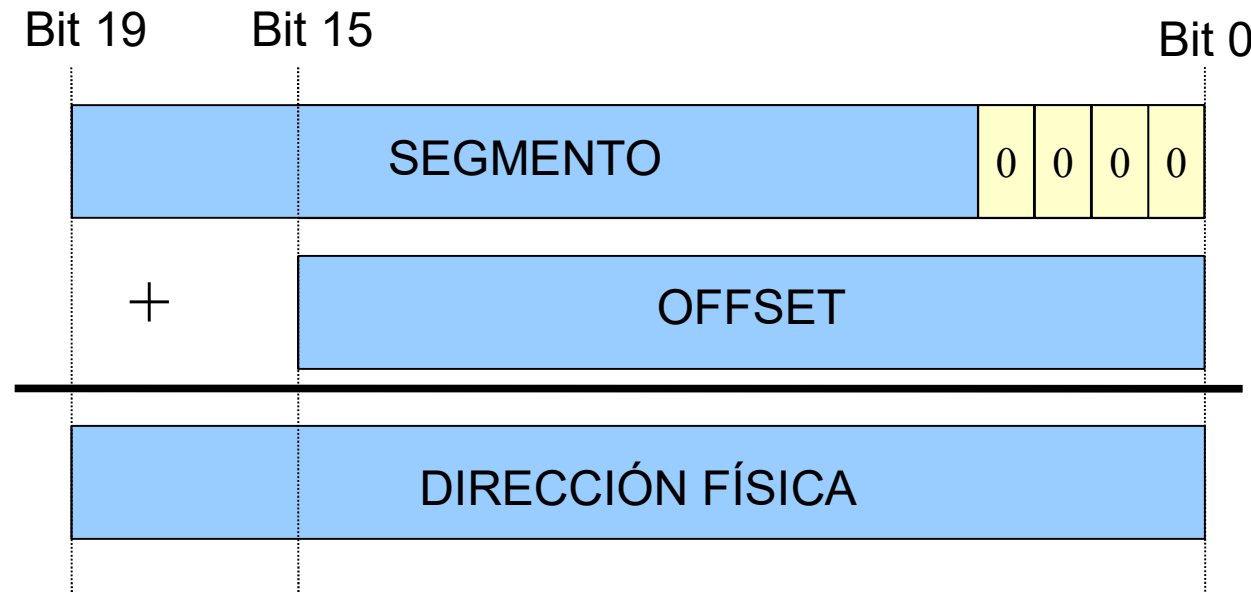 Bit 19 Bit 15 Bit 0
SEGMENTO 0 0 0 0
+ OFFSET
DIRECCIÓN FÍSICA